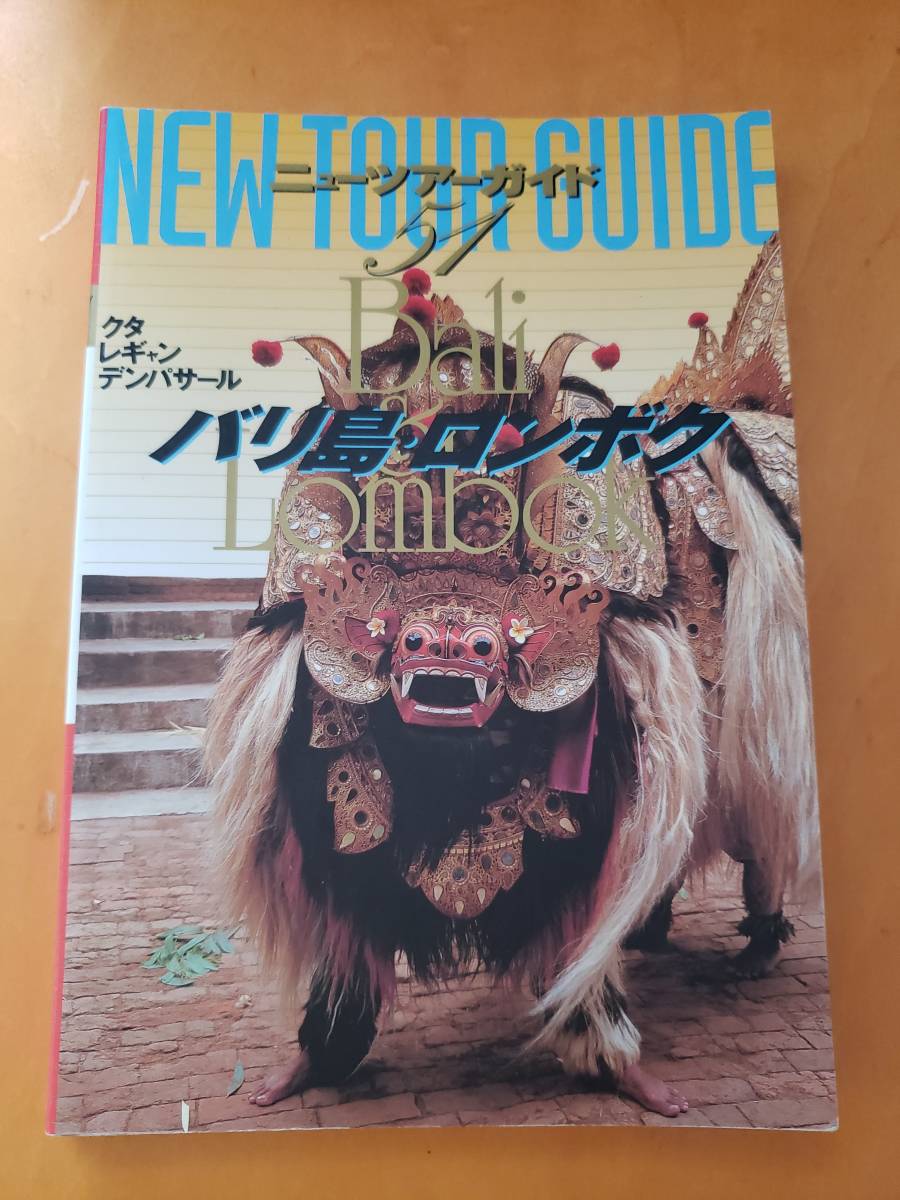 NEW TOUR GUIDE
ニューツアーガイド
51
クタ
レギャン
デンパサール
Bali
&
Lombok
バリ島・ロンボク